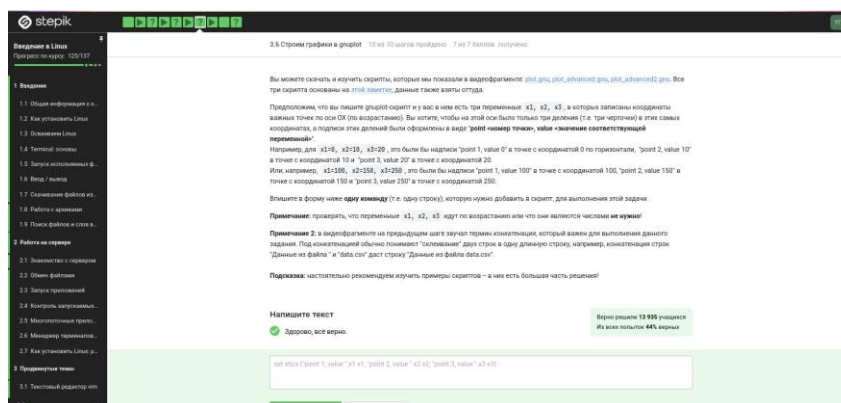 stepik
Введение в Linux
Прогресс по курсу: 125/137
1 Введение
1.1 Общая информация о к...
1.2 Как установить Linux
1.3 Осваиваем Linux
1.4 Terminal: основы
1.5 Запуск исполняемых ф...
1.6 Ввод / вывод
1.7 Скачивание файлов из...
1.8 Работа с архивами
1.9 Поиск файлов и слов в...
2 Работа на сервере
2.1 Знакомство с сервером
2.2 Обмен файлами
2.3 Запуск приложений
2.4 Контроль запускаемых...
2.5 Многопоточные прило...
2.6 Менеджер терминалов...
2.7 Как установить Linux: р...
3 Продвинутые темы
3.1 Текстовый редактор vim
3.6 Строим графики в gnuplot 10 из 10 шагов пройдено 7 из 7 баллов получено
Вы можете скачать и изучить скрипты, которые мы показали в видеофрагменте: plot.gnu, plot_advanced.gnu, plot_advanced2.gnu. Все
три скрипта основаны на этой заметке, данные также взяты оттуда.
Предположим, что вы пишете gnuplot-скрипт и у вас в нем есть три переменные x1, x2, x3, в которых записаны координаты
важных точек по оси OX (по возрастанию). Вы хотите, чтобы на этой оси было только три деления (т.е. три черточки) в этих самых
координатах, а подписи этих делений были оформлены в виде "point <номер точки>, value <значение соответствующей
переменной>".
Например, для x1=0, x2=10, x3=20, это были бы надписи "point 1, value 0" в точке с координатой 0 по горизонтали, "point 2, value 10"
в точке с координатой 10 и "point 3, value 20" в точке с координатой 20.
Или, например, x1=100, x2=150, x3=250, это были бы надписи "point 1, value 100" в точке с координатой 100, "point 2, value 150" в
точке с координатой 150 и "point 3, value 250" в точке с координатой 250.
Впишите в форму ниже одну команду (т.е. одну строку), которую нужно добавить в скрипт, для выполнения этой задачи.
Примечание: проверять, что переменные x1, x2, x3 идут по возрастанию или что они являются числами не нужно!
Примечание 2: в видеофрагменте на предыдущем шаге звучал термин конкатенация, который важен для выполнения данного
задания. Под конкатенацией обычно понимают "склеивание" двух строк в одну длинную строку, например, конкатенация строк
"Данные из файла " и "data.csv" даст строку "Данные из файла data.csv".
Подсказка: настоятельно рекомендуем изучить примеры скриптов – в них есть большая часть решения!
Напишите текст
Здорово, всё верно.
Верно решили 13 935 учащихся
Из всех попыток 44% верных
set xtics ("point 1, value ".x1 x1, "point 2, value ".x2 x2, "point 3, value ".x3 x3)